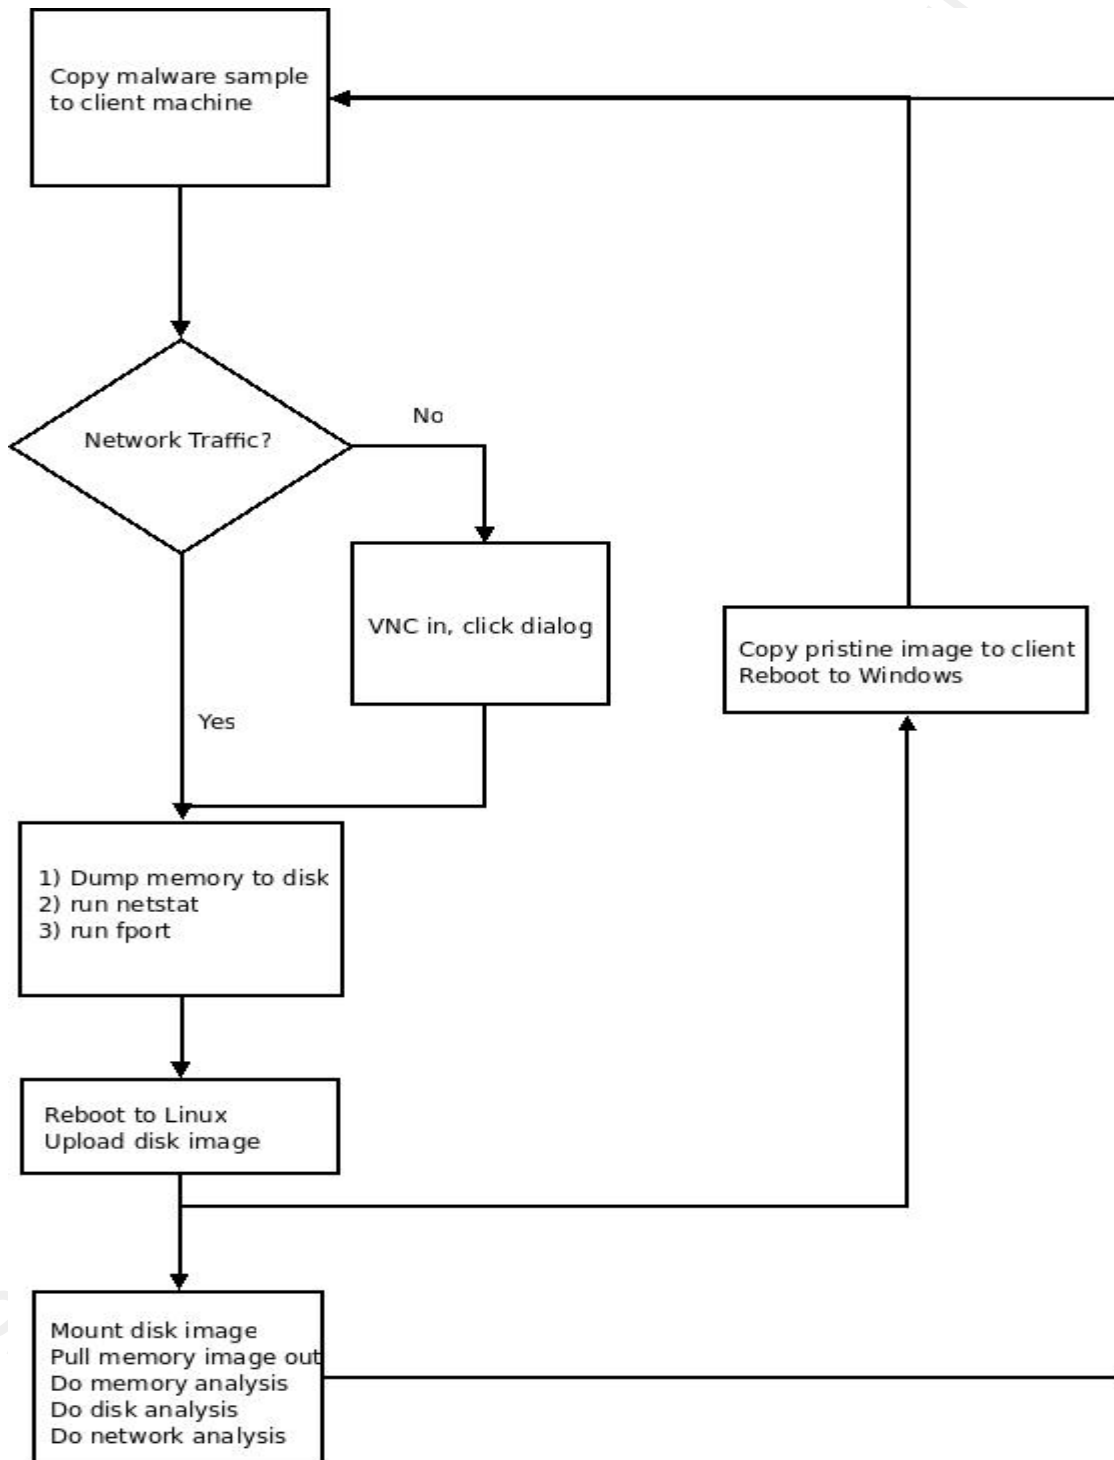 Copy malware sample
to client machine
Network Traffic?
No
VNC in, click dialog
Copy pristine image to client
Reboot to Windows
Yes
1) Dump memory to disk
2) run netstat
3) run fport
Reboot to Linux
Upload disk image
Mount disk image
Pull memory image out
Do memory analysis
Do disk analysis
Do network analysis